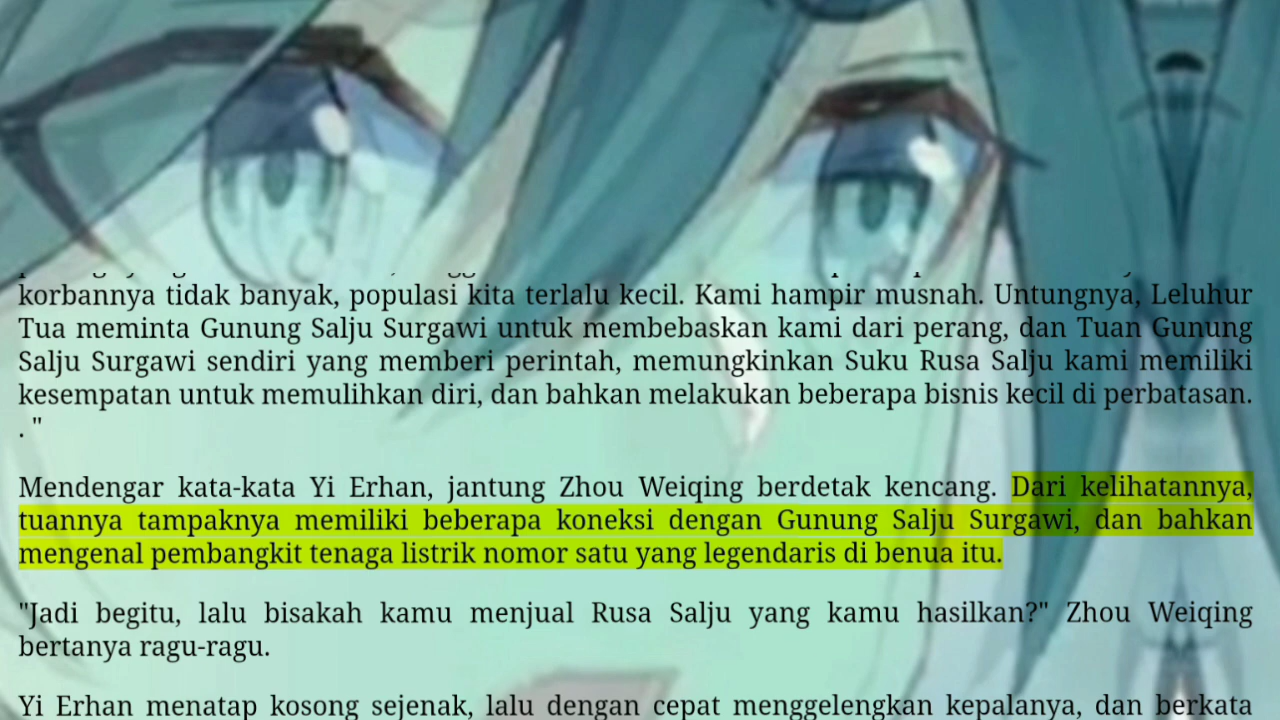 korbannya tidak banyak, populasi kita terlalu kecil. Kami hampir musnah. Untungnya, Leluhur
Tua meminta Gunung Salju Surgawi untuk membebaskan kami dari perang, dan Tuan Gunung
Salju Surgawi sendiri yang memberi perintah, memungkinkan Suku Rusa Salju kami memiliki
kesempatan untuk memulihkan diri, dan bahkan melakukan beberapa bisnis kecil di perbatasan.
. "
Mendengar kata-kata Yi Erhan, jantung Zhou Weiqing berdetak kencang. Dari kelihatannya,
tuannya tampaknya memiliki beberapa koneksi dengan Gunung Salju Surgawi, dan bahkan
mengenal pembangkit tenaga listrik nomor satu yang legendaris di benua itu.
"Jadi begitu, lalu bisakah kamu menjual Rusa Salju yang kamu hasilkan?" Zhou Weiqing
bertanya ragu-ragu.
Yi Erhan menatap kosong sejenak, lalu dengan cepat menggelengkan kepalanya, dan berkata